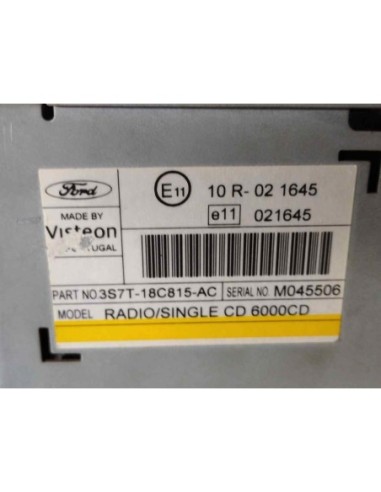 Ford
E11 10 R- 02 1645
MADE BY
e11 021645
Visteon
PORTUGAL
PART NO 3S7T-18C815-AC SERIAL NO. M045506
MODEL RADIO/SINGLE CD 6000CD